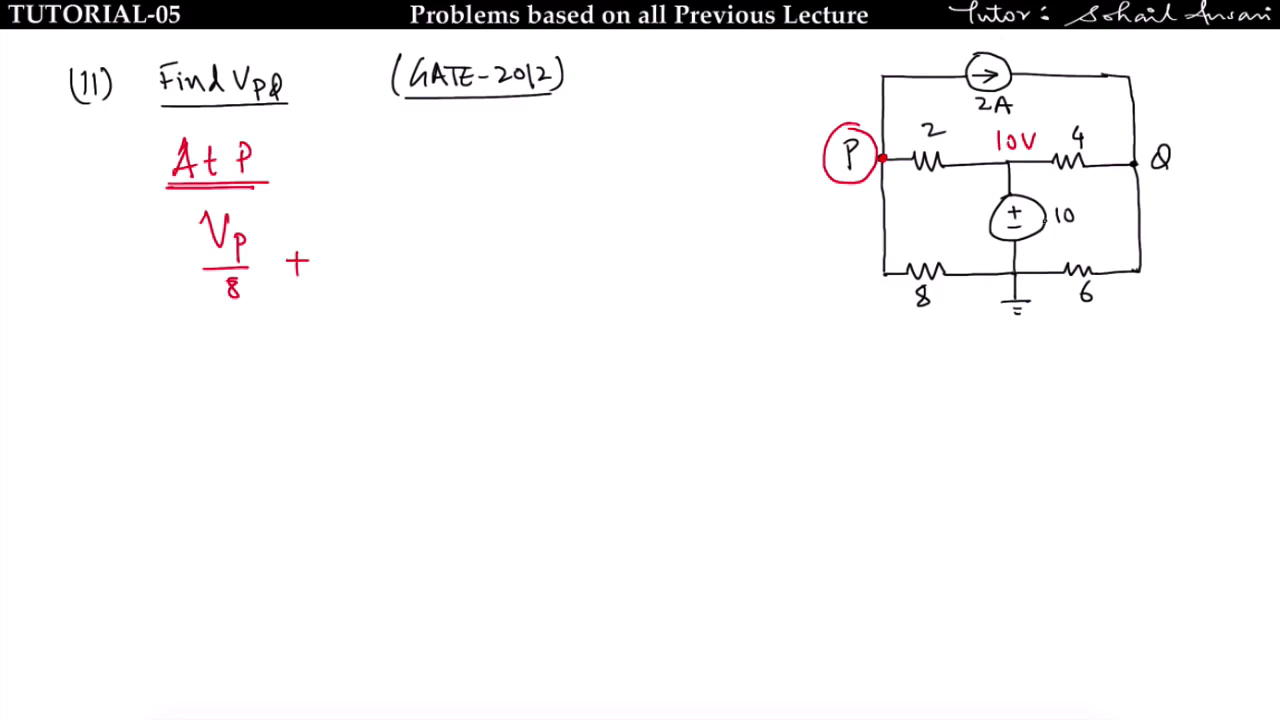 TUTORIAL-05 Problems based on all Previous Lecture Tutor: Sohail Ansari
(11) Find VPQ (GATE-2012)
At P
VP
8 +
2A
P 2 10V 4 Q
+
−
10
8 6